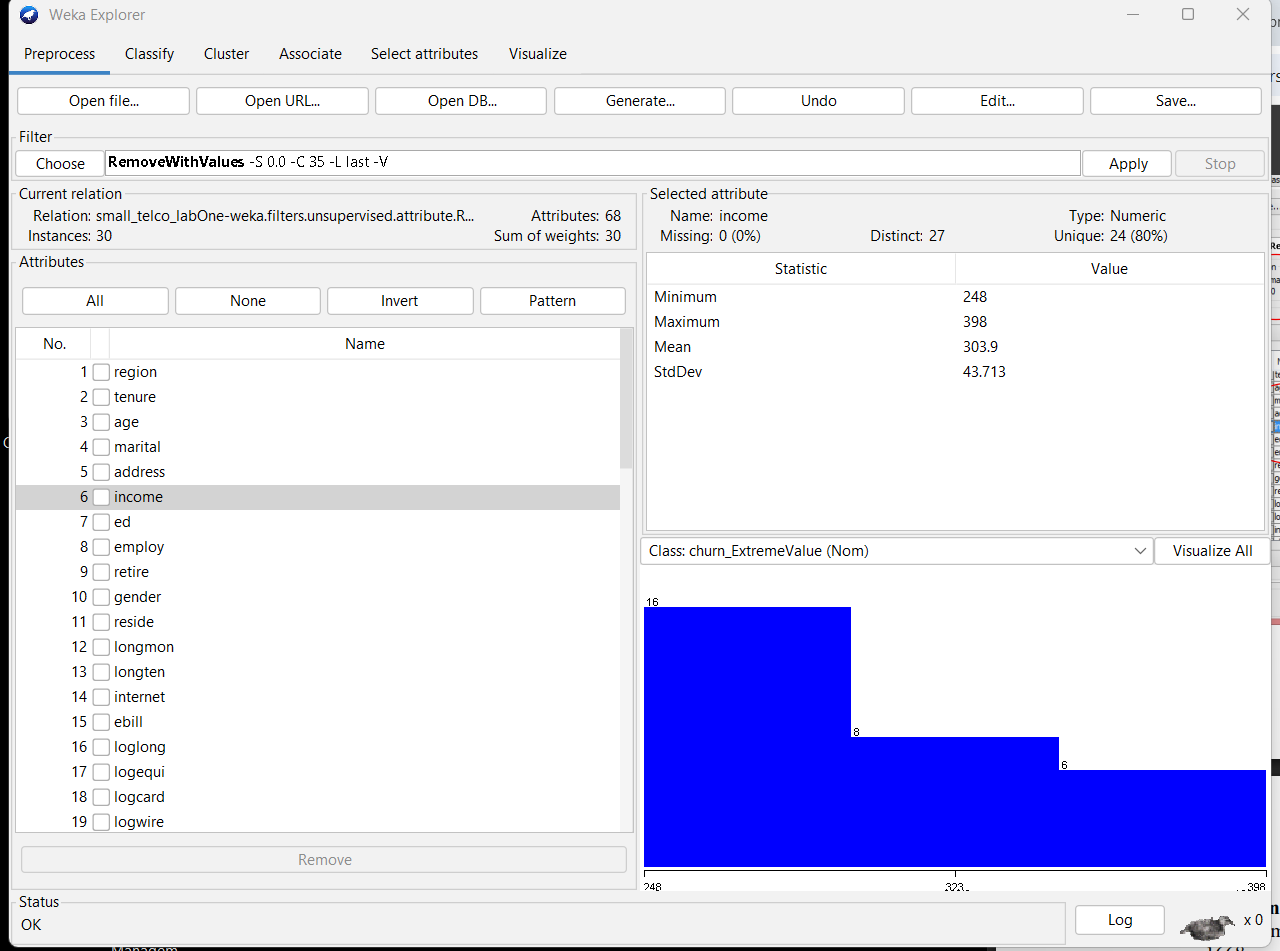 Weka Explorer
Preprocess Classify Cluster Associate Select attributes Visualize
Open file... Open URL... Open DB... Generate... Undo Edit... Save...
Filter
Choose RemoveWithValues -S 0.0 -C 35 -L last -V Apply Stop
Current relation
Relation: small_telco_labOne-weka.filters.unsupervised.attribute.R... Attributes: 68
Instances: 30 Sum of weights: 30
Attributes
All None Invert Pattern
No. Name
1 region
2 tenure
3 age
4 marital
5 address
6 income
7 ed
8 employ
9 retire
10 gender
11 reside
12 longmon
13 longten
14 internet
15 ebill
16 loglong
17 logequi
18 logcard
19 logwire
Remove
Selected attribute
Name: income Type: Numeric
Missing: 0 (0%) Distinct: 27 Unique: 24 (80%)
Statistic Value
Minimum 248
Maximum 398
Mean 303.9
StdDev 43.713
Class: churn_ExtremeValue (Nom) Visualize All
16
8
6
248 323 398
Status
OK
Log x 0